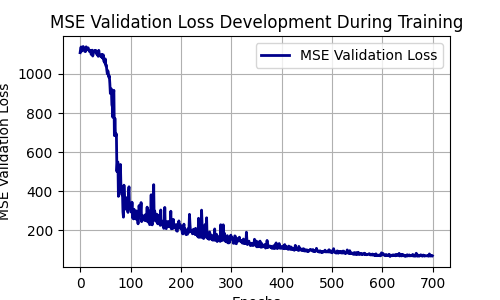 MSE Validation Loss Development During Training
MSE Validation Loss
1000
800
600
400
200
MSE Validation Loss
0 100 200 300 400 500 600 700
Epochs